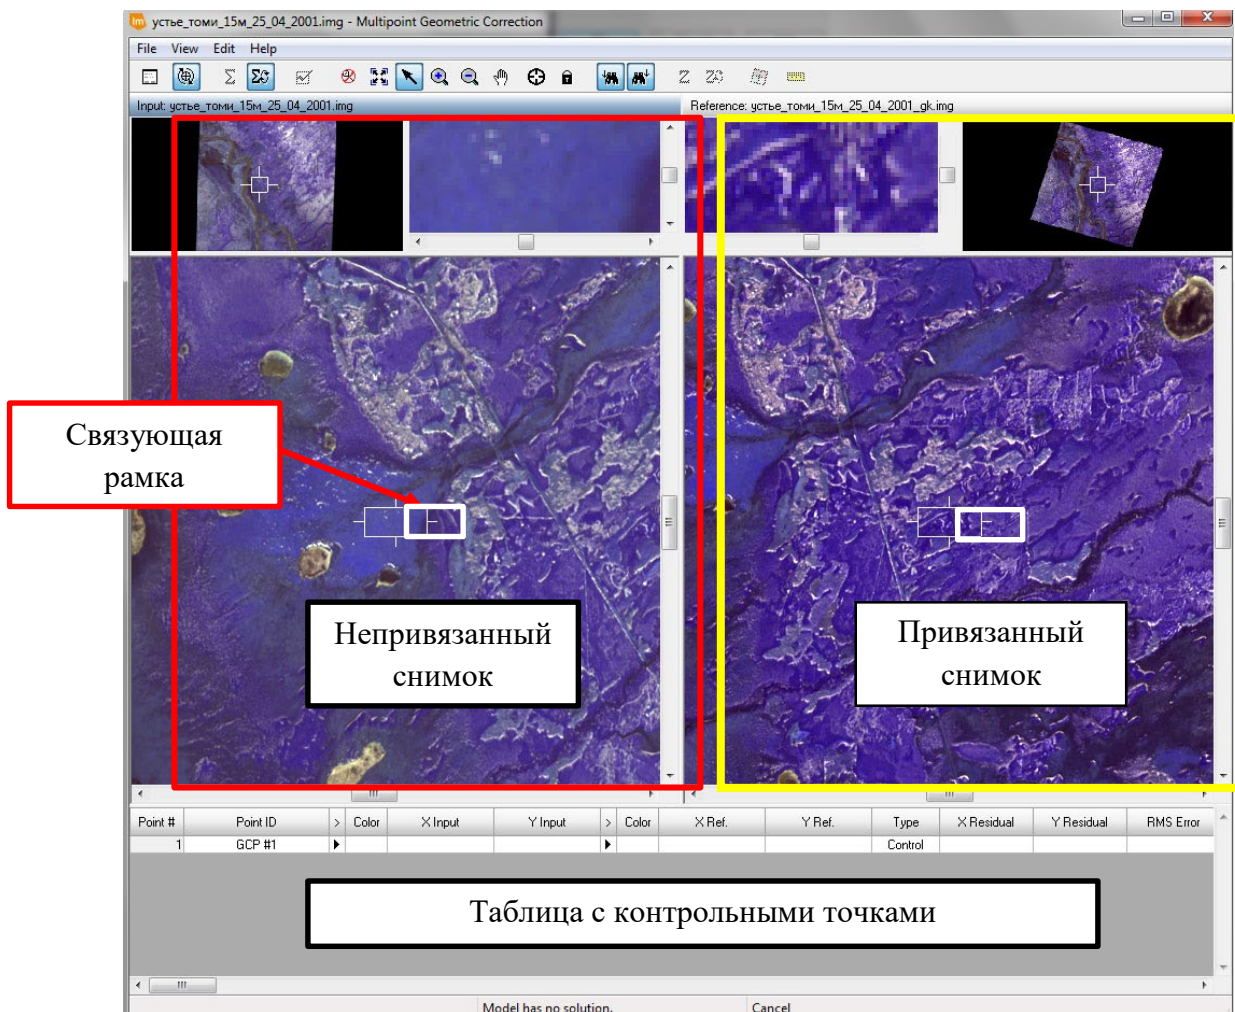 устье_томи_15м_25_04_2001.img - Multipoint Geometric Correction
File View Edit Help
Input: устье_томи_15м_25_04_2001.img
Reference: устье_томи_15м_25_04_2001_gk.img
Связующая
рамка
Непривязанный
снимок
Привязанный
снимок
Point # Point ID > Color X Input Y Input > Color X Ref. Y Ref. Type X Residual Y Residual RMS Error
1 GCP #1 Control
Таблица с контрольными точками
Model has no solution. Cancel